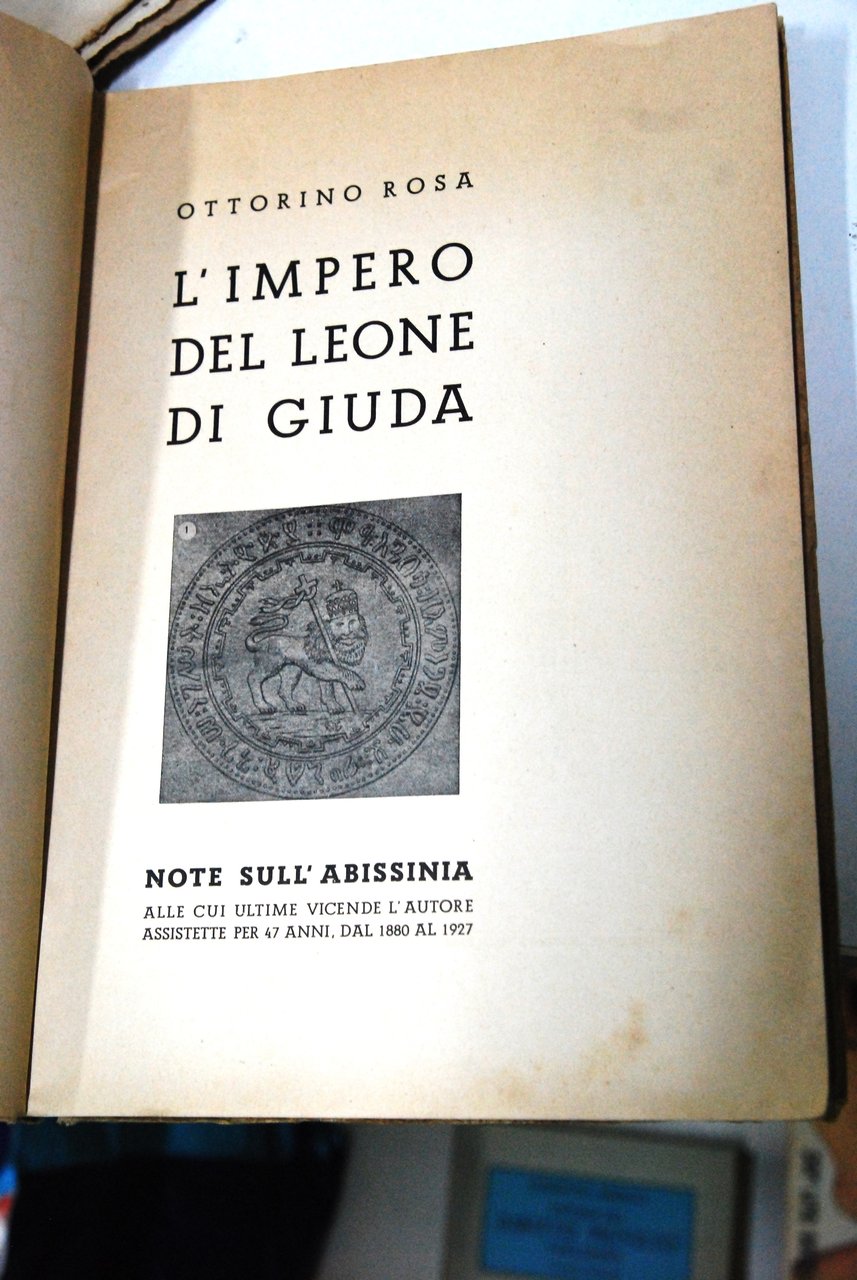 OTTORINO ROSA
L'IMPERO
DEL LEONE
DI GIUDA
1
NOTE SULL'ABISSINIA
ALLE CUI ULTIME VICENDE L'AUTORE
ASSISTETTE PER 47 ANNI, DAL 1880 AL 1927